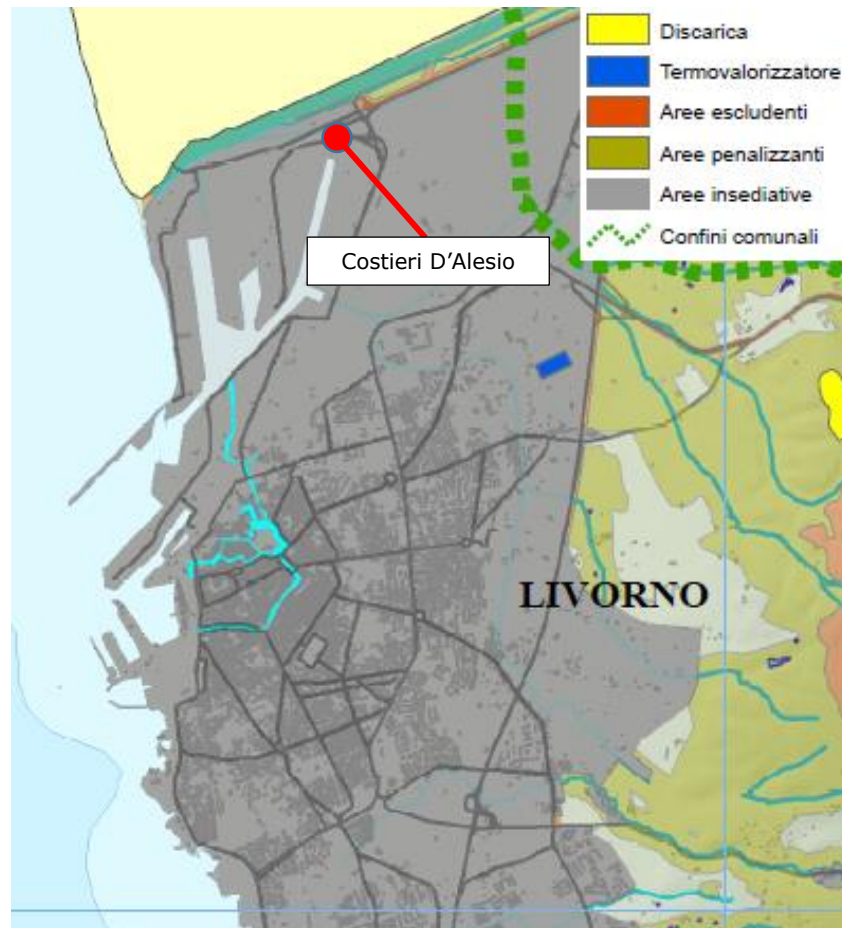 Discarica
Termovalorizzatore
Aree escludenti
Aree penalizzanti
Aree insediative
Confini comunali
Costieri D'Alesio
LIVORNO